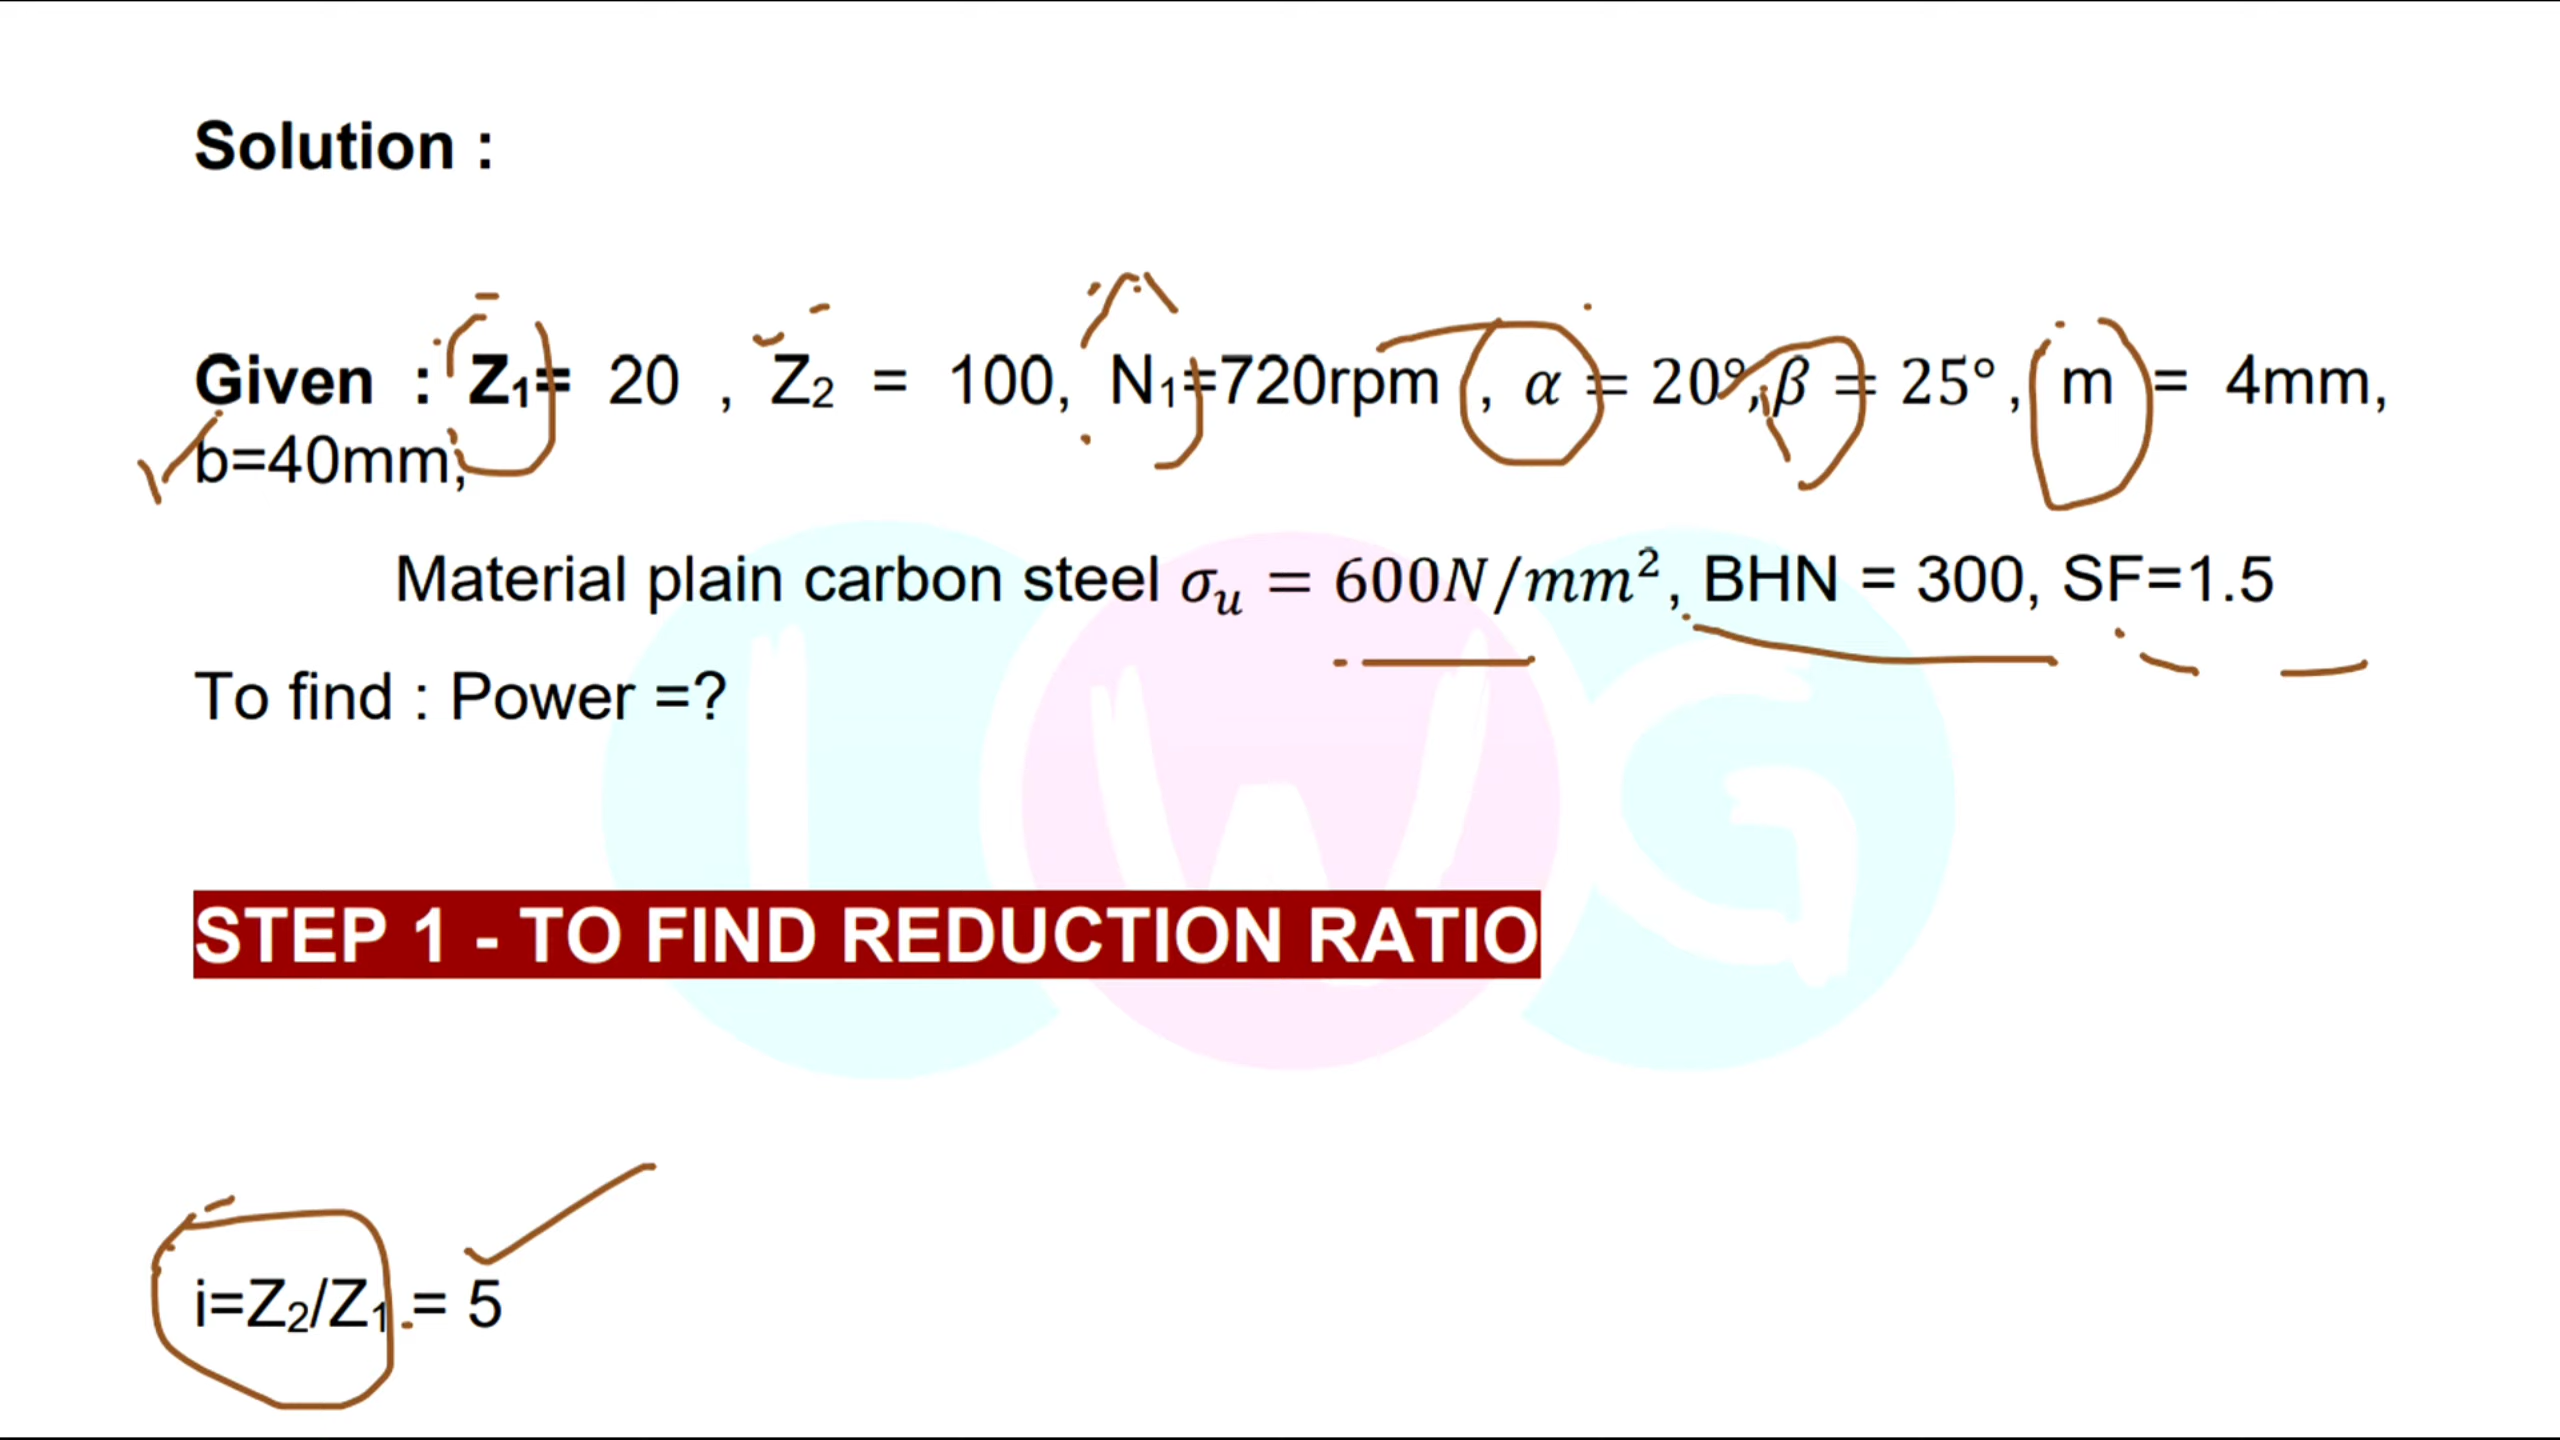 Solution :
Given : Z₁= 20 , Z₂ = 100, N₁=720rpm , α = 20°, β = 25°, m = 4mm,
b=40mm,
Material plain carbon steel σᵤ = 600N/mm², BHN = 300, SF=1.5
To find : Power =?
STEP 1 - TO FIND REDUCTION RATIO
i=Z₂/Z₁ = 5
IWG